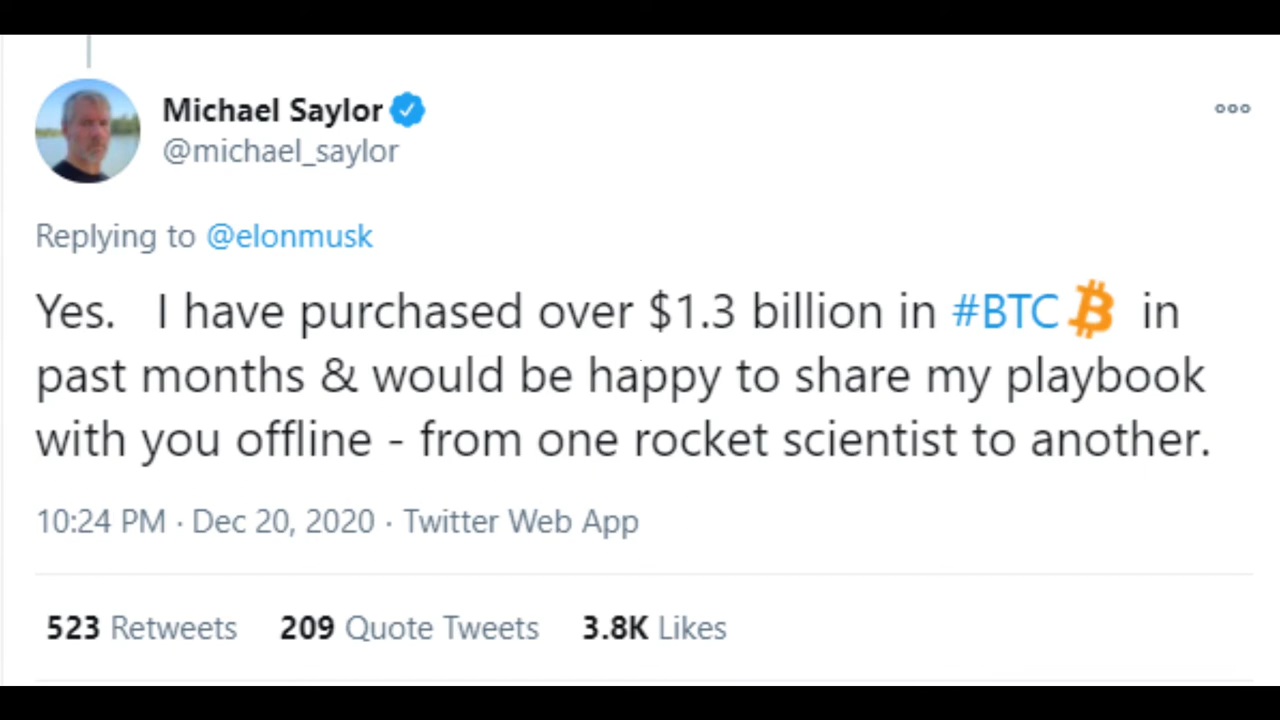 Michael Saylor
@michael_saylor
Replying to @elonmusk
Yes.   I have purchased over $1.3 billion in #BTC in
past months & would be happy to share my playbook
with you offline - from one rocket scientist to another.
10:24 PM · Dec 20, 2020 · Twitter Web App
523 Retweets 209 Quote Tweets 3.8K Likes